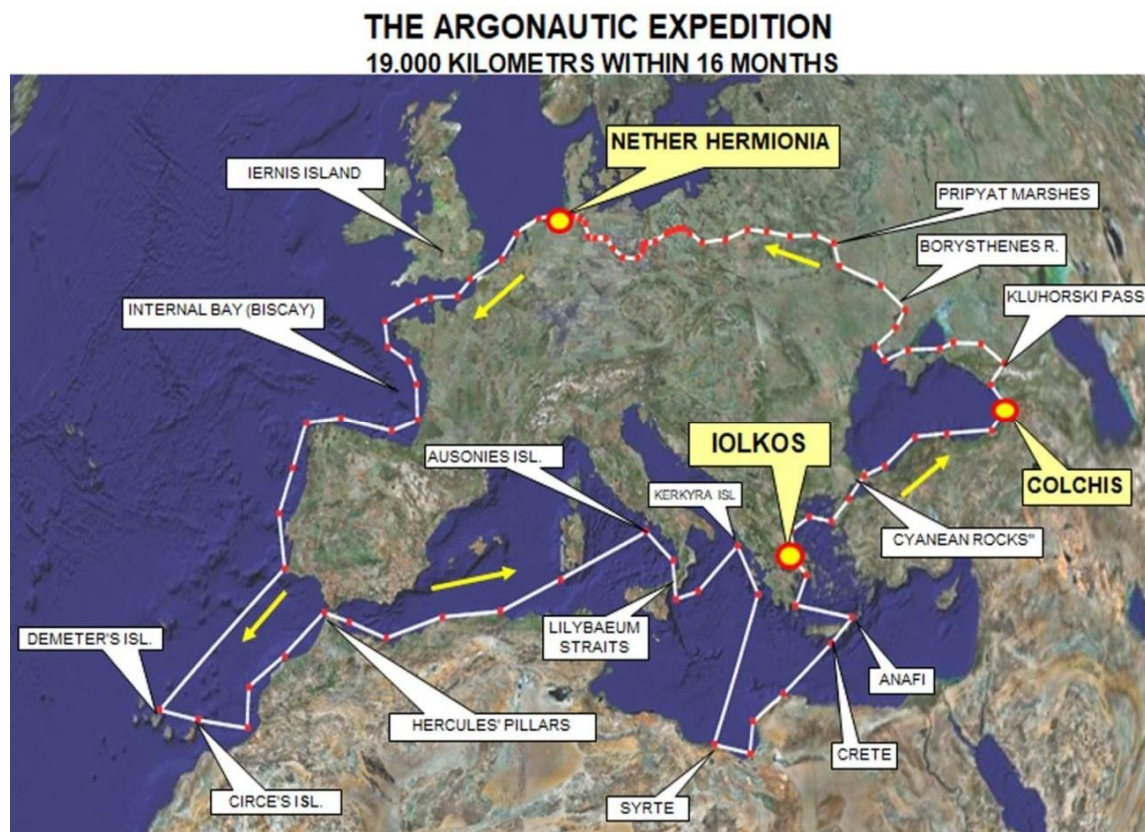 THE ARGONAUTIC EXPEDITION
19.000 KILOMETRS WITHIN 16 MONTHS
NETHER HERMIONIA
IERNIS ISLAND
PRIPYAT MARSHES
BORYSTHENES R.
KLUHORSKI PASS
INTERNAL BAY (BISCAY)
IOLKOS
AUSONIES ISL.
KERKYRA ISL
COLCHIS
CYANEAN ROCKS"
LILYBAEUM
STRAITS
DEMETER'S ISL.
ANAFI
HERCULES' PILLARS
CRETE
CIRCE'S ISL.
SYRTE